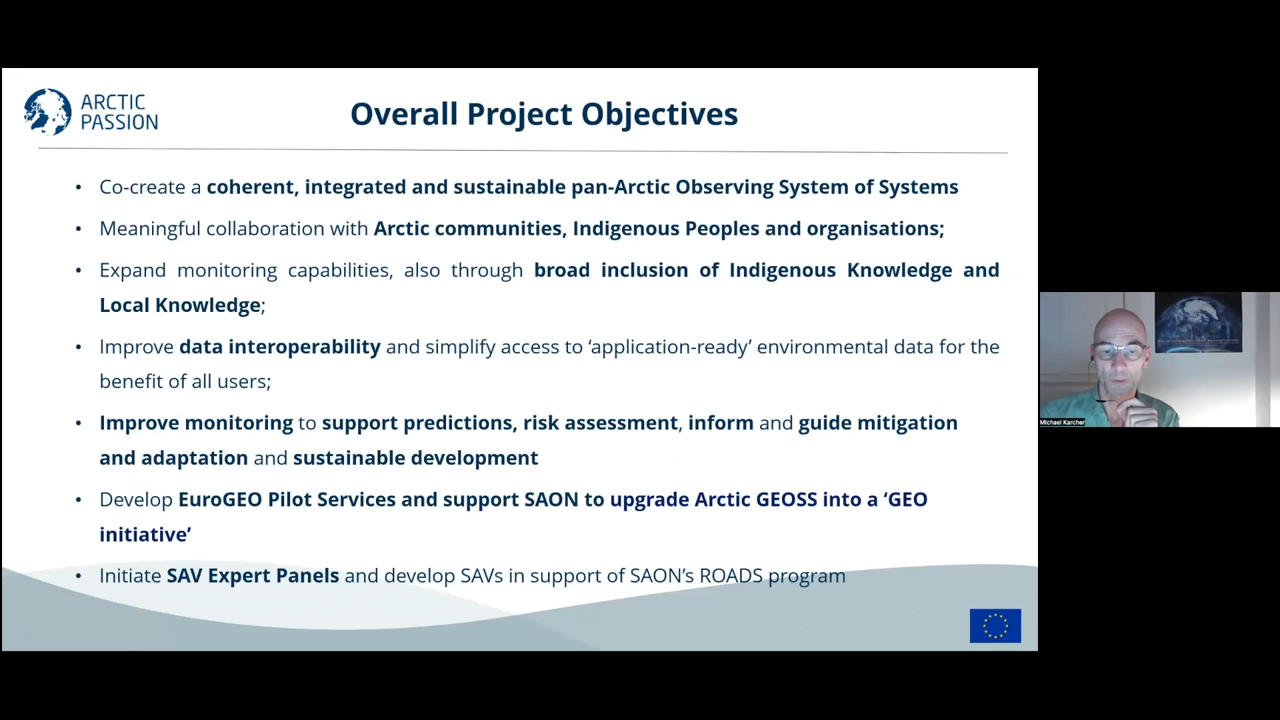 ARCTIC
PASSION
Overall Project Objectives
• Co-create a coherent, integrated and sustainable pan-Arctic Observing System of Systems
• Meaningful collaboration with Arctic communities, Indigenous Peoples and organisations;
• Expand monitoring capabilities, also through broad inclusion of Indigenous Knowledge and
Local Knowledge;
• Improve data interoperability and simplify access to ‘application-ready’ environmental data for the
benefit of all users;
• Improve monitoring to support predictions, risk assessment, inform and guide mitigation
and adaptation and sustainable development
• Develop EuroGEO Pilot Services and support SAON to upgrade Arctic GEOSS into a ‘GEO
initiative’
• Initiate SAV Expert Panels and develop SAVs in support of SAON’s ROADS program
Michael Karcher